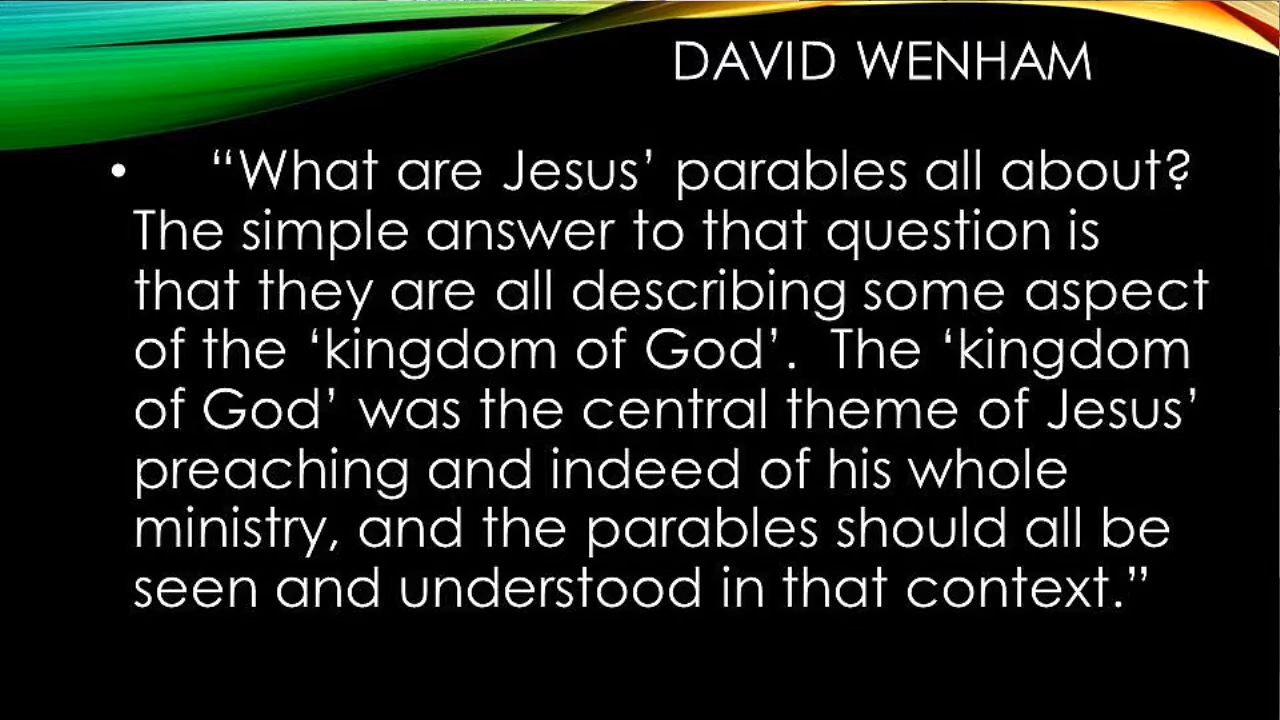 DAVID WENHAM
• “What are Jesus’ parables all about?
The simple answer to that question is
that they are all describing some aspect
of the ‘kingdom of God’.  The ‘kingdom
of God’ was the central theme of Jesus’
preaching and indeed of his whole
ministry, and the parables should all be
seen and understood in that context.”